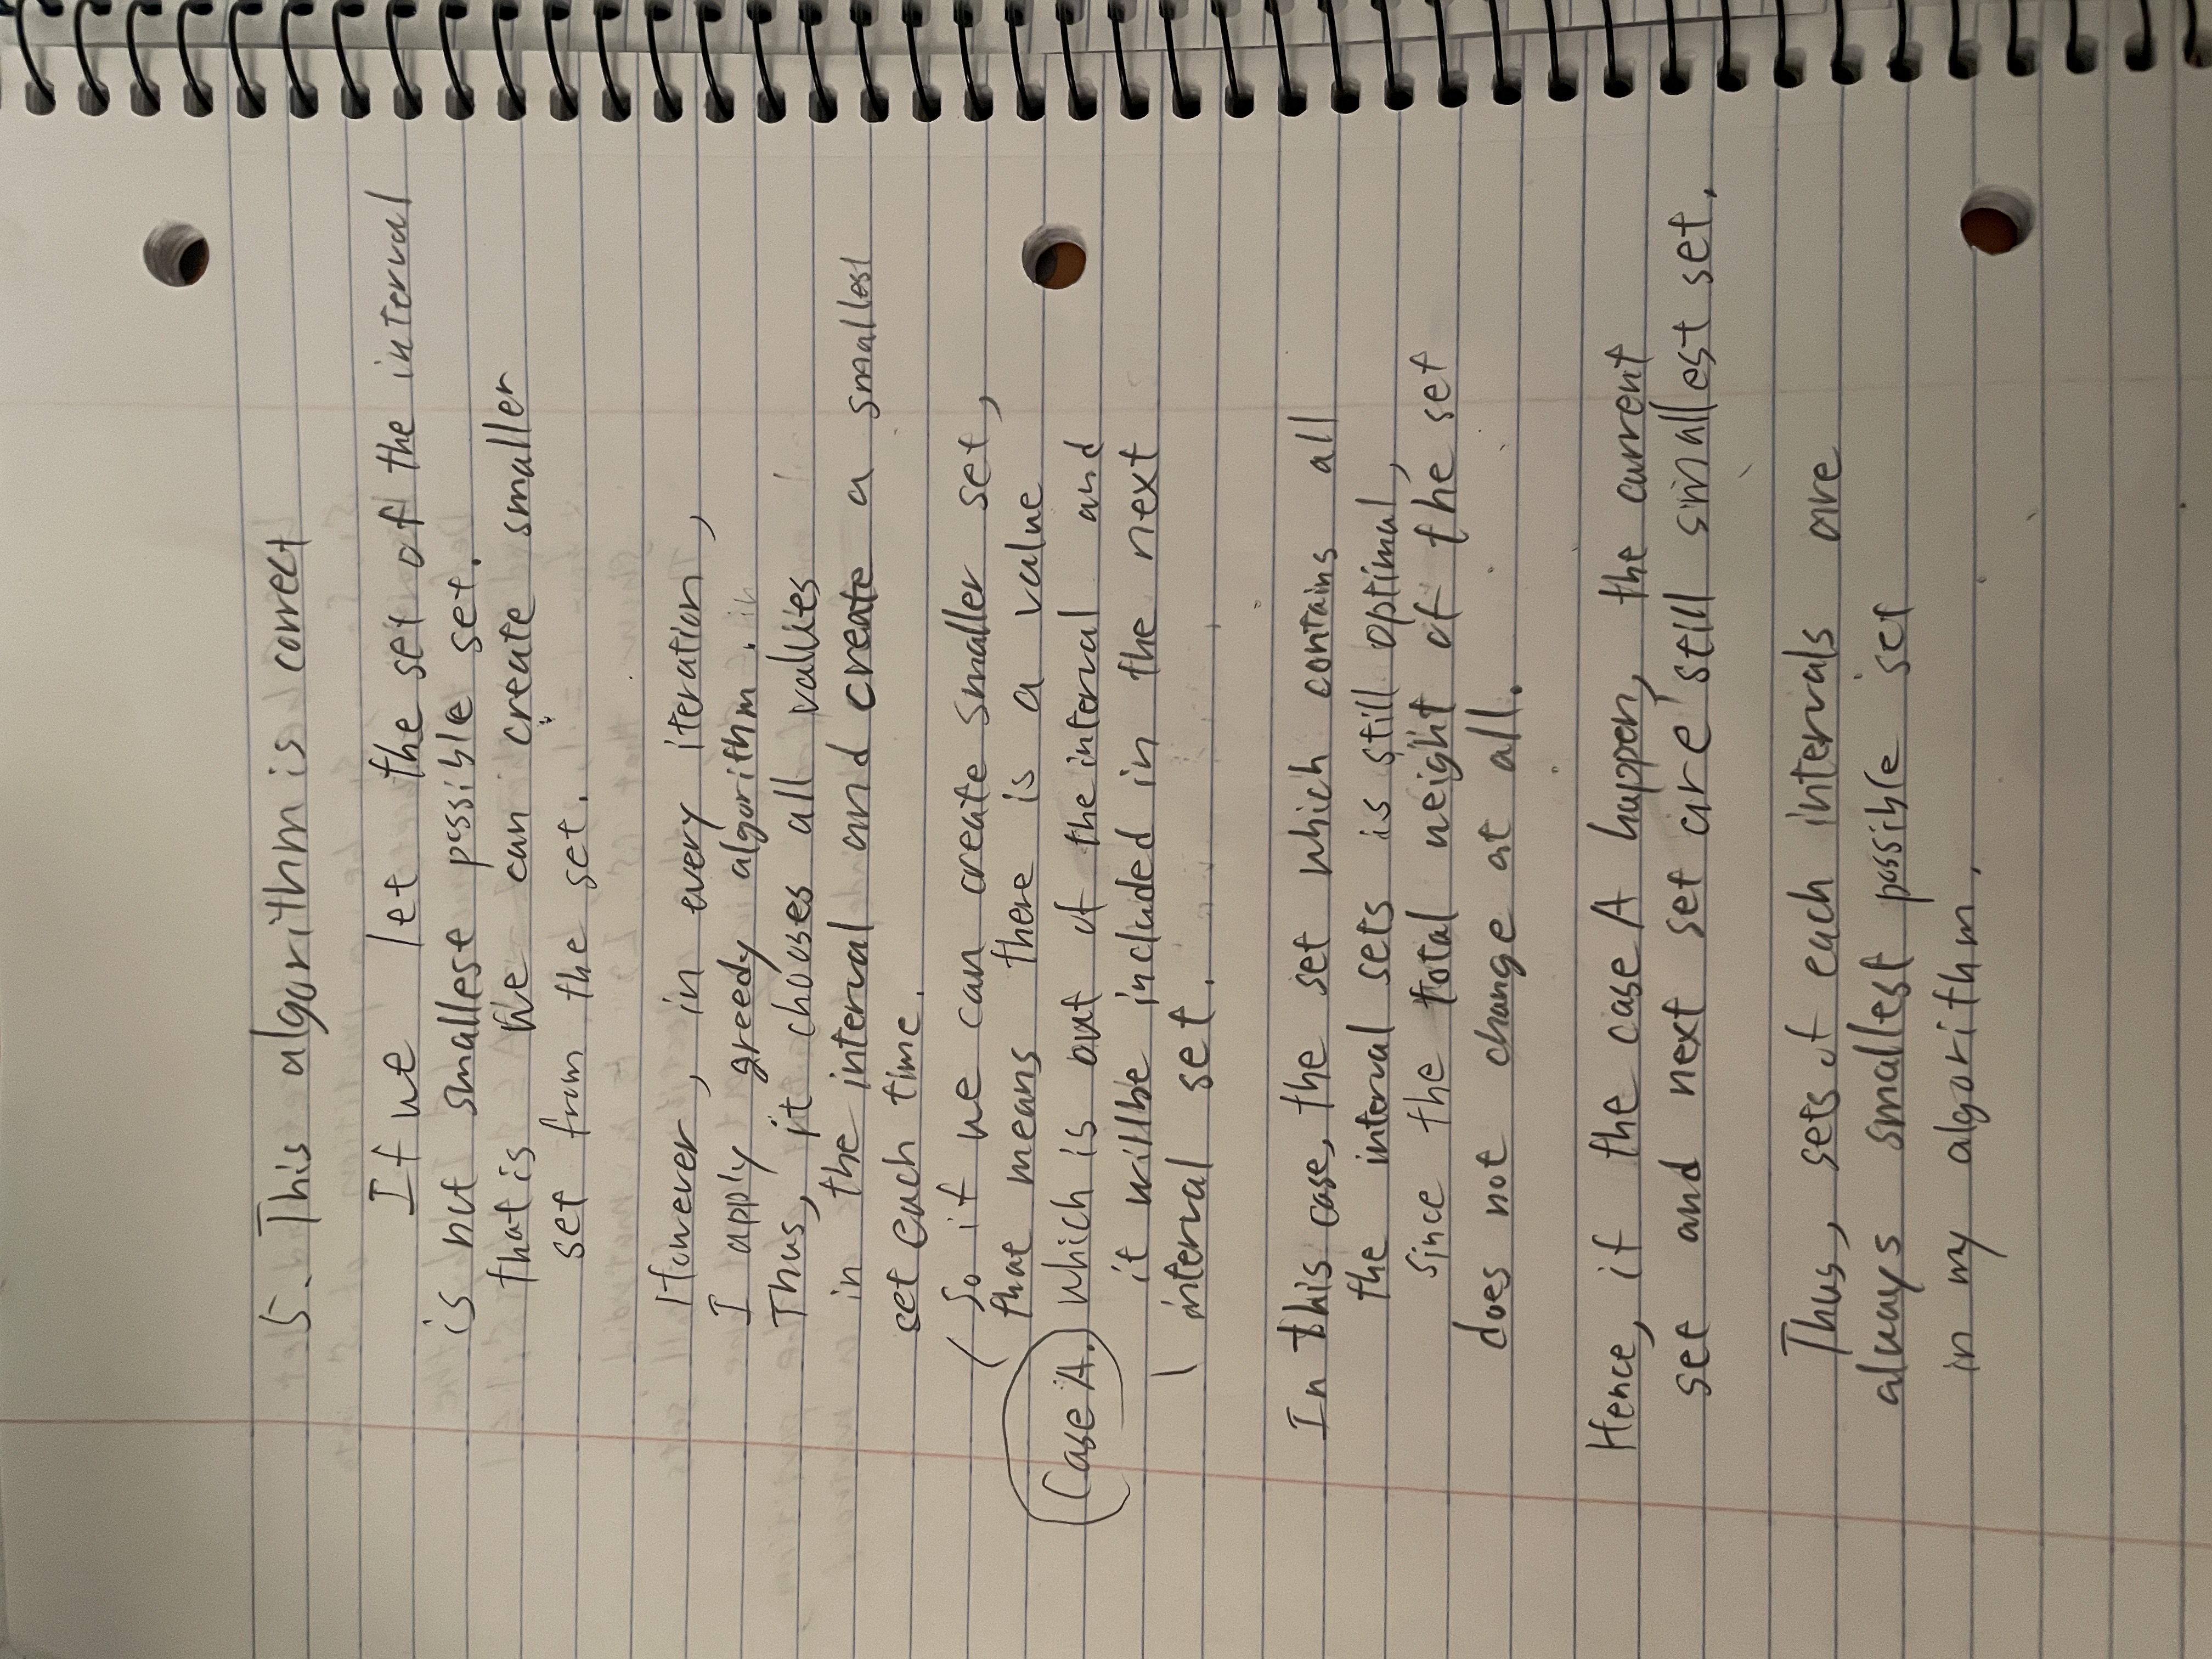 5. This algorithm is correct
If we let the set of the interval
is not smallest possible set.
that is we can create smaller
set from the set.
However, in every iteration,
I apply greedy algorithm. in
Thus, it chooses all values
in the interval and create a smallest
set each time.
So if we can create smaller set,
that means there is a value
Case A. which is out of the interval and
it will be included in the next
interval set.
In this case, the set which contains all
the interval sets is still optimal,
since the total weight of the set
does not change at all.
Hence, if the case A happen, the current
set and next set are still smallest set.
Thus, sets of each intervals are
always smallest possible set
in my algorithm.